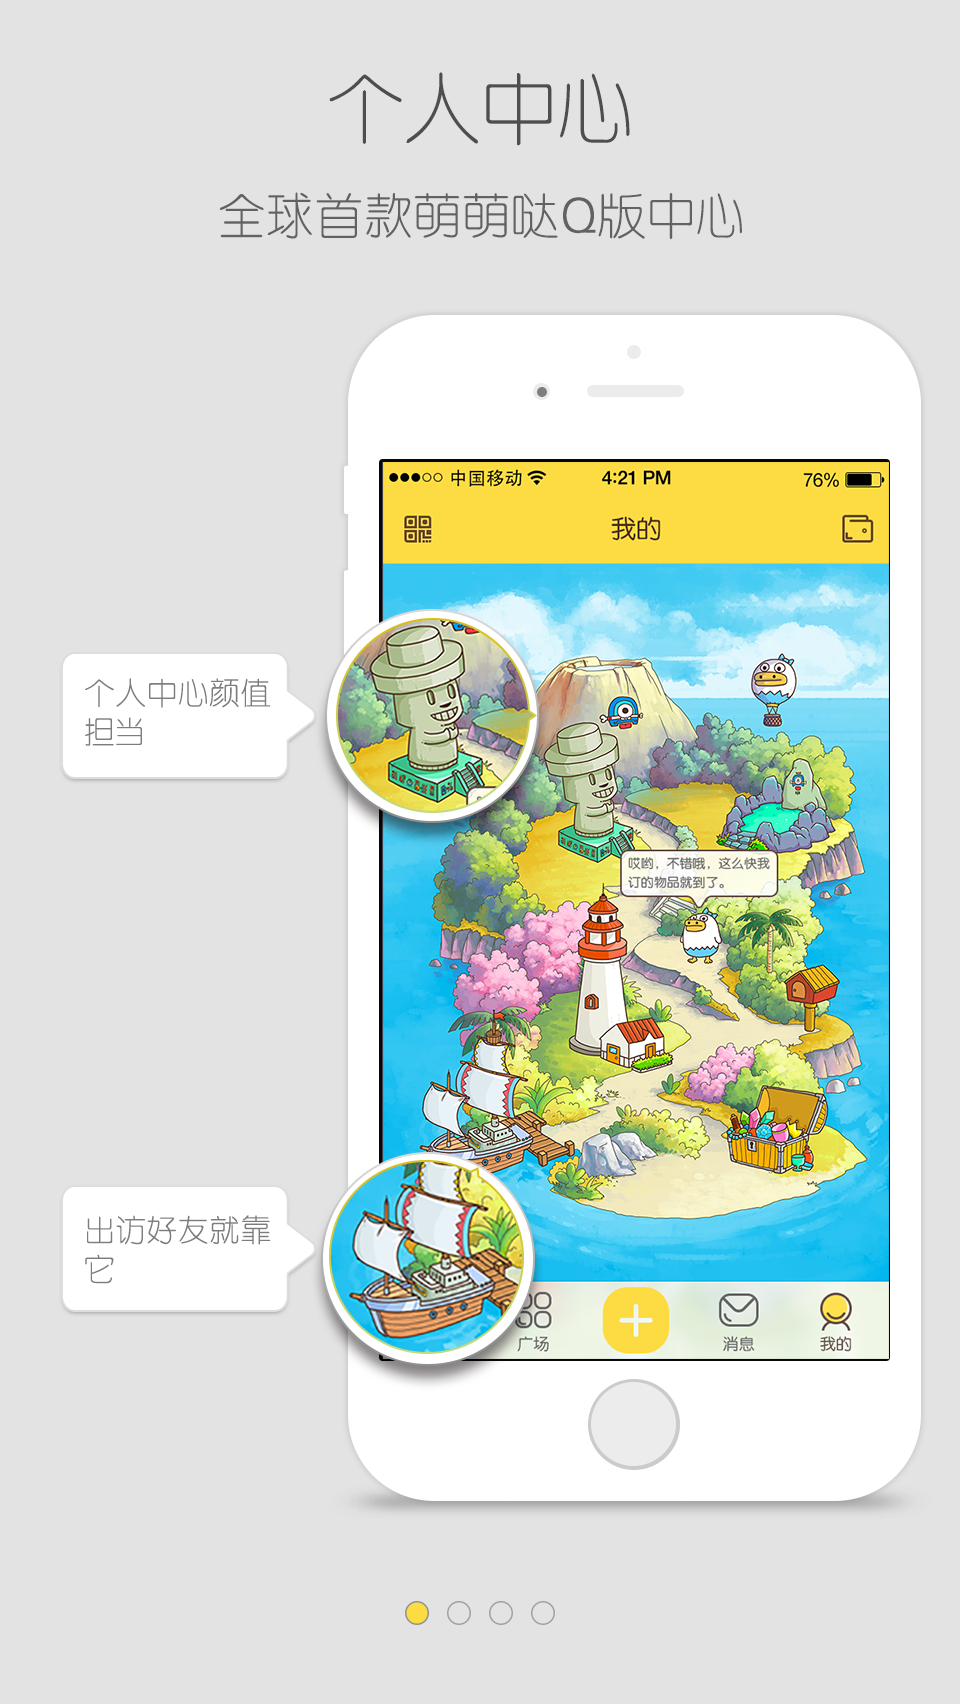 个人中心
全球首款萌萌哒Q版中心
中国移动
4:21 PM
76%
我的
个人中心颜值
担当
哎哟，不错哦，这么快我
订的物品就到了。
出访好友就靠
它
广场
消息
我的